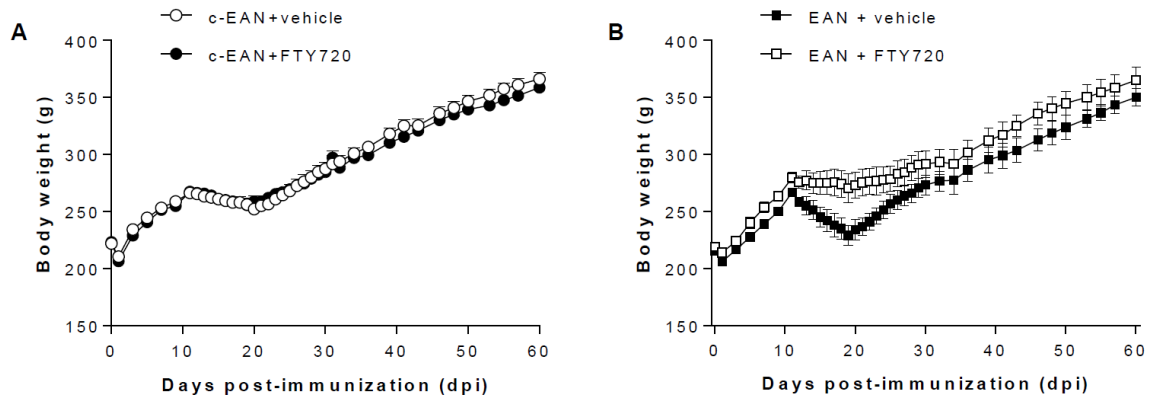 A
c-EAN+vehicle
c-EAN+FTY720
400
350
300
250
200
150
Body weight (g)
0 10 20 30 40 50 60
Days post-immunization (dpi)
B
EAN + vehicle
EAN + FTY720
400
350
300
250
200
150
Body weight (g)
0 10 20 30 40 50 60
Days post-immunization (dpi)